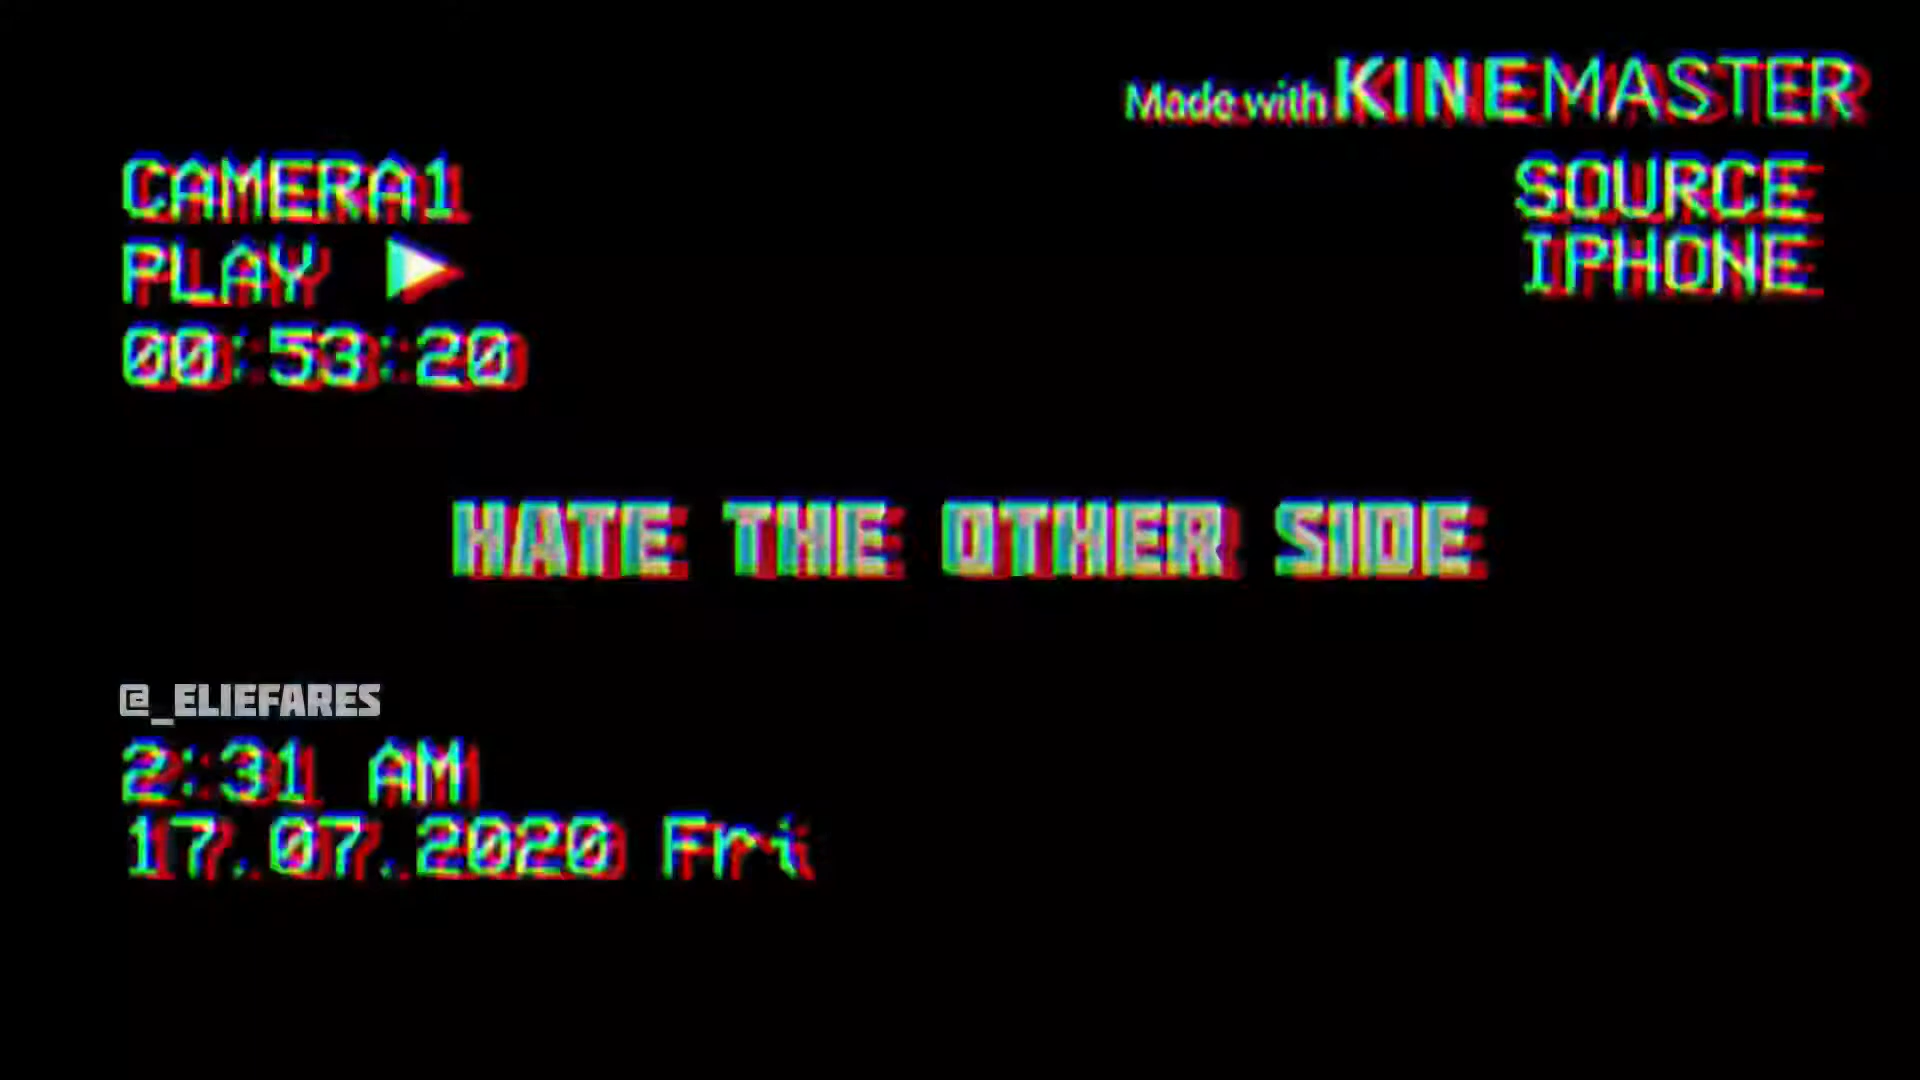 Made with KINEMASTER
CAMERA1
PLAY
00:53:20
SOURCE
IPHONE
HATE THE OTHER SIDE
@_ELIEFARES
2:31 AM
17.07.2020 Fri